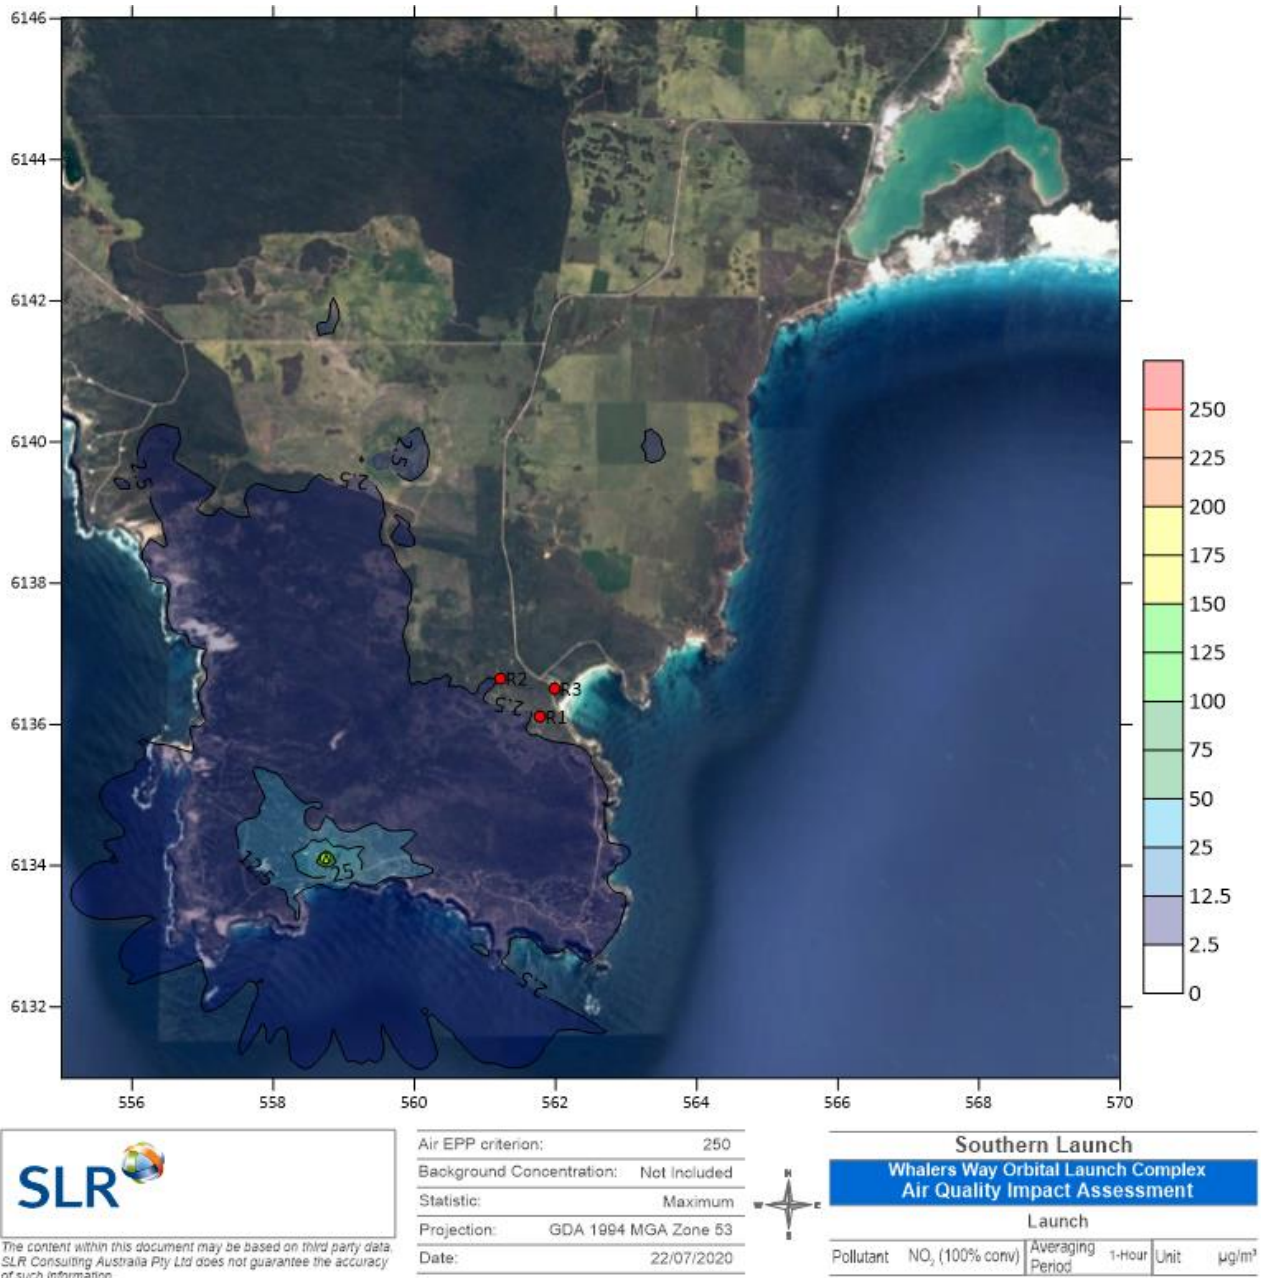 6146
6144
6142
6140
6138
6136
6134
6132
556
558
560
562
564
566
568
570
2.5
2.5
2.5
R2
R3
2.5
R1
12.5
25
2.5
250
225
200
175
150
125
100
75
50
25
12.5
2.5
0
SLR
The content within this document may be based on third party data.
SLR Consulting Australia Pty Ltd does not guarantee the accuracy
of such information.
Air EPP criterion: 250
Background Concentration: Not Included
Statistic: Maximum
Projection: GDA 1994 MGA Zone 53
Date: 22/07/2020
N
W E
S
Southern Launch
Whalers Way Orbital Launch Complex
Air Quality Impact Assessment
Launch
Pollutant NO₂ (100% conv) Averaging Period 1-Hour Unit µg/m³